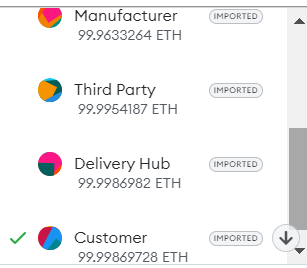 Manufacturer IMPORTED
99.9633264 ETH
Third Party IMPORTED
99.9954187 ETH
Delivery Hub IMPORTED
99.9986982 ETH
Customer IMPORTED
99.99869728 ETH